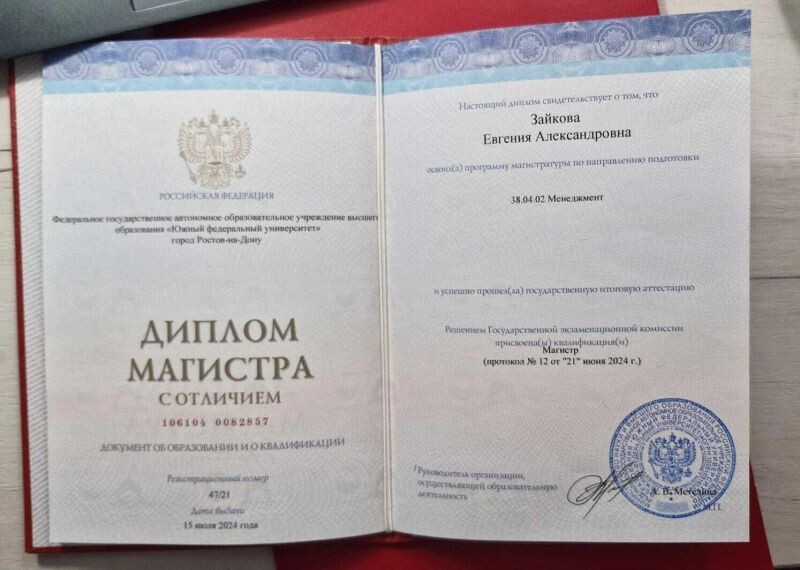 РОССИЙСКАЯ ФЕДЕРАЦИЯ
Федеральное государственное автономное образовательное учреждение высшего
образования «Южный федеральный университет»
город Ростов-на-Дону
ДИПЛОМ
МАГИСТРА
С ОТЛИЧИЕМ
106104 0082857
ДОКУМЕНТ ОБ ОБРАЗОВАНИИ И О КВАЛИФИКАЦИИ
Регистрационный номер
47/21
Дата выдачи
15 июля 2024 года
Настоящий диплом свидетельствует о том, что
Зайкова
Евгения Александровна
освоил(а) программу магистратуры по направлению подготовки
38.04.02 Менеджмент
и успешно прошел(ла) государственную итоговую аттестацию
Решением Государственной экзаменационной комиссии
присвоена(ы) квалификация(и)
Магистр
(протокол № 12 от "21" июня 2024 г.)
Руководитель организации,
осуществляющей образовательную
деятельность
А. В. Метелица
М.П.